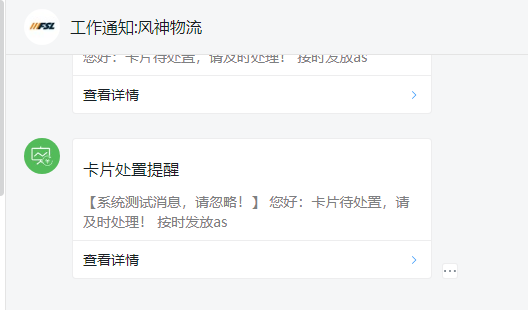 FSL
工作通知:风神物流
您好：卡片待处置，请及时处理！ 按时发放as
查看详情
卡片处置提醒
【系统测试消息，请忽略！】 您好：卡片待处置，请
及时处理！ 按时发放as
查看详情